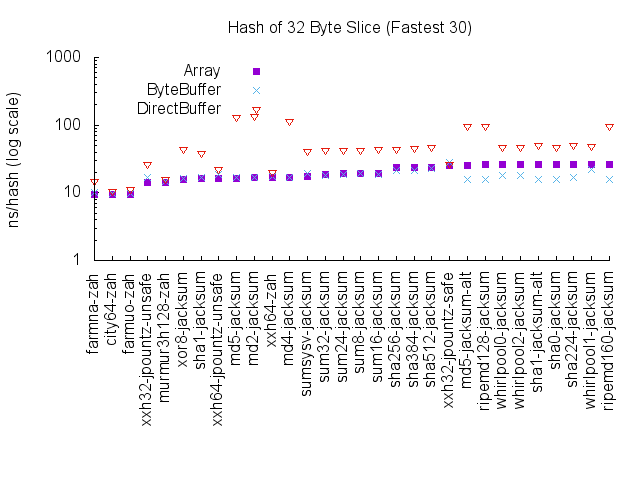 Hash of 32 Byte Slice (Fastest 30)
ns/hash (log scale)
1000
100
10
1
Array
ByteBuffer
DirectBuffer
farmna-zah
city64-zah
farmuo-zah
xxh32-jpountz-unsafe
murmur3h128-zah
xor8-jacksum
sha1-jacksum
xxh64-jpountz-unsafe
md5-jacksum
md2-jacksum
xxh64-zah
md4-jacksum
sumsysv-jacksum
sum32-jacksum
sum24-jacksum
sum8-jacksum
sum16-jacksum
sha256-jacksum
sha384-jacksum
sha512-jacksum
xxh32-jpountz-safe
md5-jacksum-alt
ripemd128-jacksum
whirlpool0-jacksum
whirlpool2-jacksum
sha1-jacksum-alt
sha0-jacksum
sha224-jacksum
whirlpool1-jacksum
ripemd160-jacksum